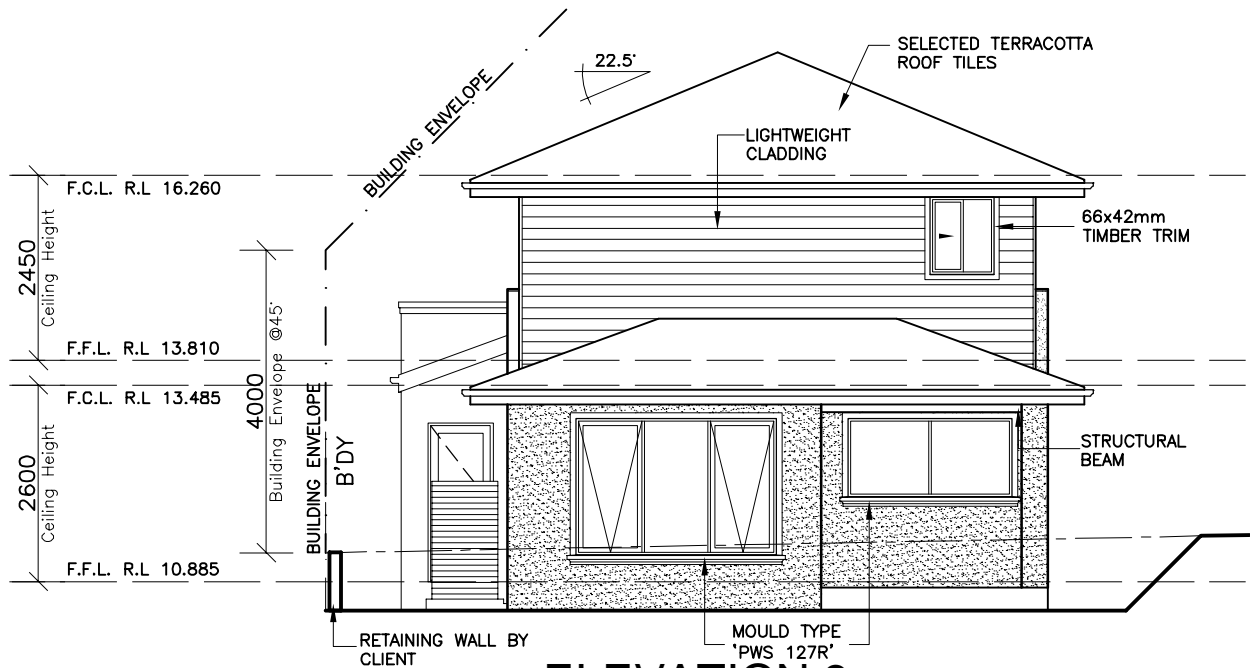 SELECTED TERRACOTTA
ROOF TILES
22.5°
BUILDING ENVELOPE
LIGHTWEIGHT
CLADDING
F.C.L. R.L 16.260
66x42mm
TIMBER TRIM
2450
Ceiling Height
F.F.L. R.L 13.810
F.C.L. R.L 13.485
4000
Building Envelope @45°
BUILDING ENVELOPE
B'DY
STRUCTURAL
BEAM
2600
Ceiling Height
F.F.L. R.L 10.885
RETAINING WALL BY
CLIENT
MOULD TYPE
'PWS 127R'